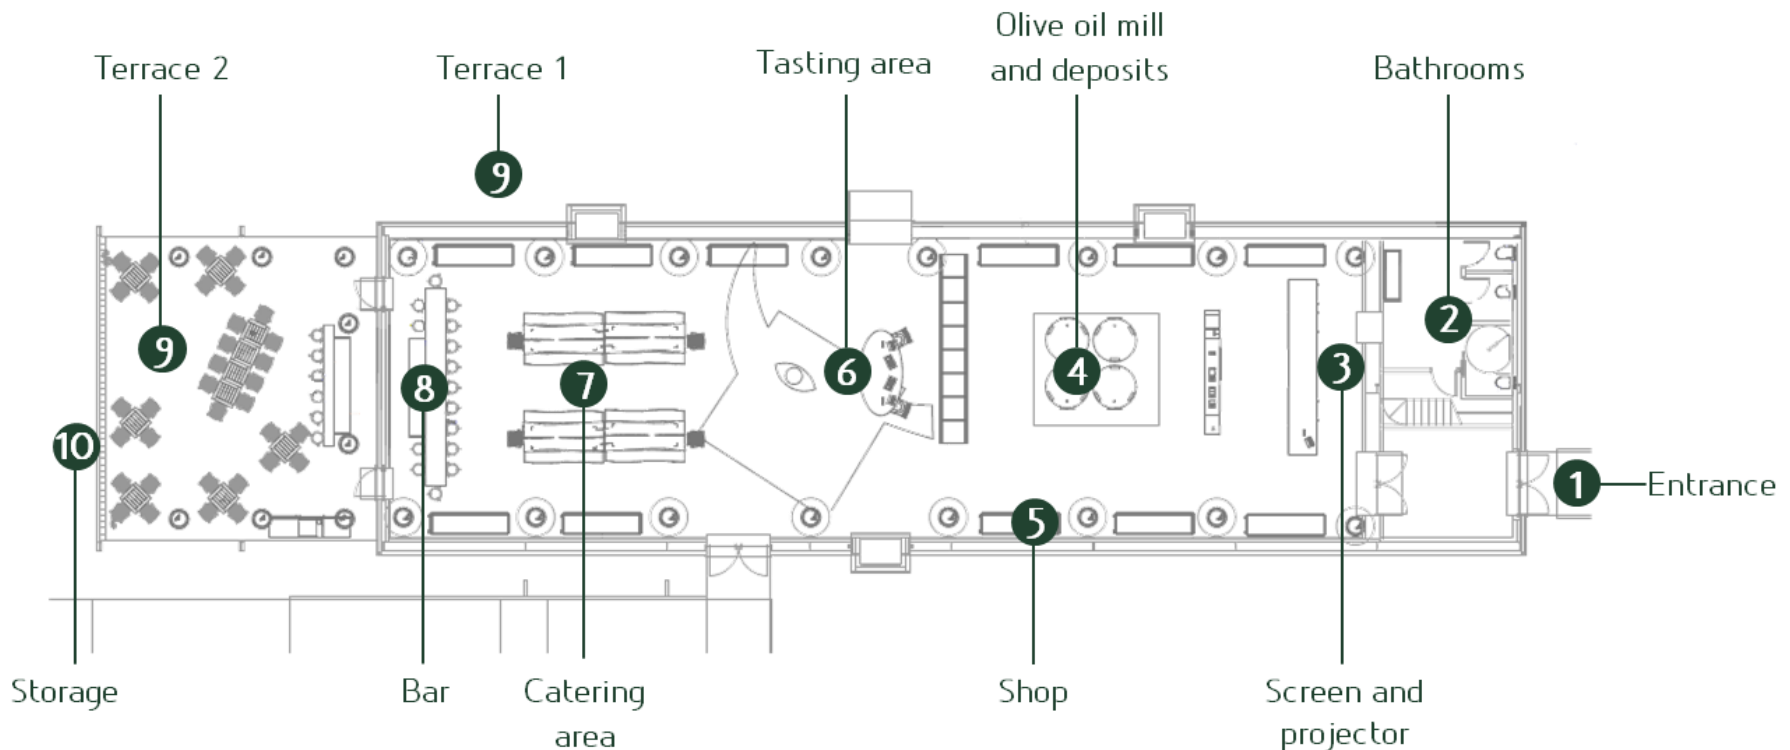 Olive oil mill
and deposits
Terrace 2
Terrace 1
Tasting area
Bathrooms
9
2
9
6
4
3
8
7
10
1
Entrance
5
Storage
Bar
Catering
area
Shop
Screen and
projector